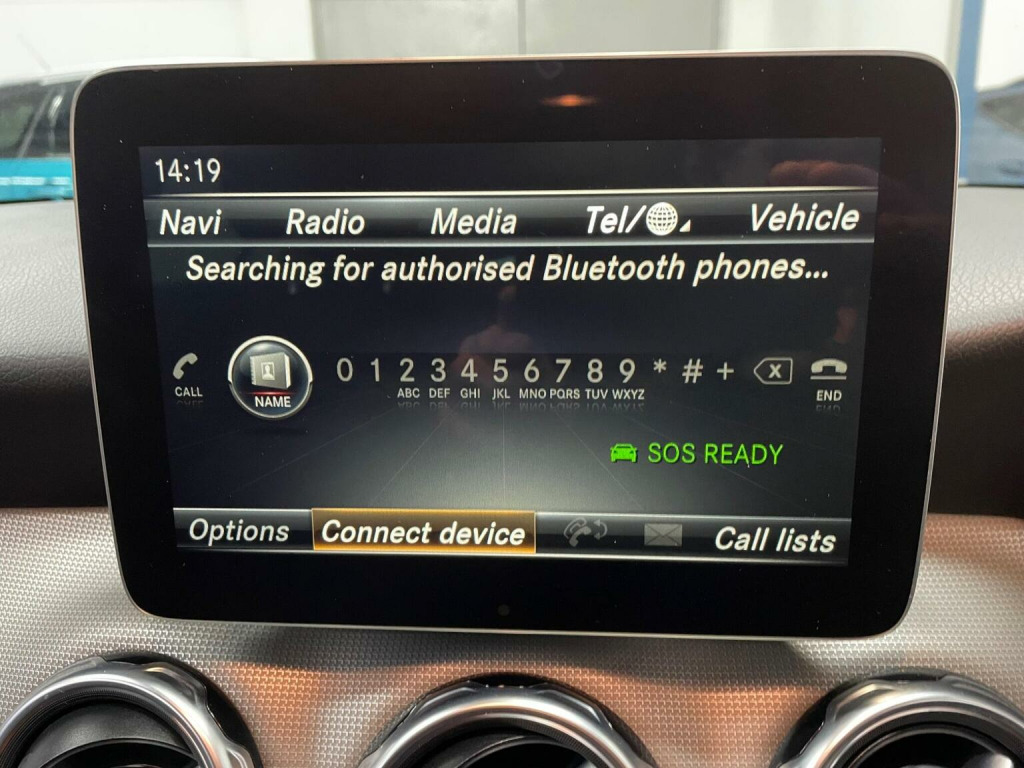 14:19
Navi Radio Media Tel/ Vehicle
Searching for authorised Bluetooth phones...
CALL NAME 0 1 2 ABC 3 DEF 4 GHI 5 JKL 6 MNO 7 PQRS 8 TUV 9 WXYZ * # + X END
SOS READY
Options Connect device Call lists